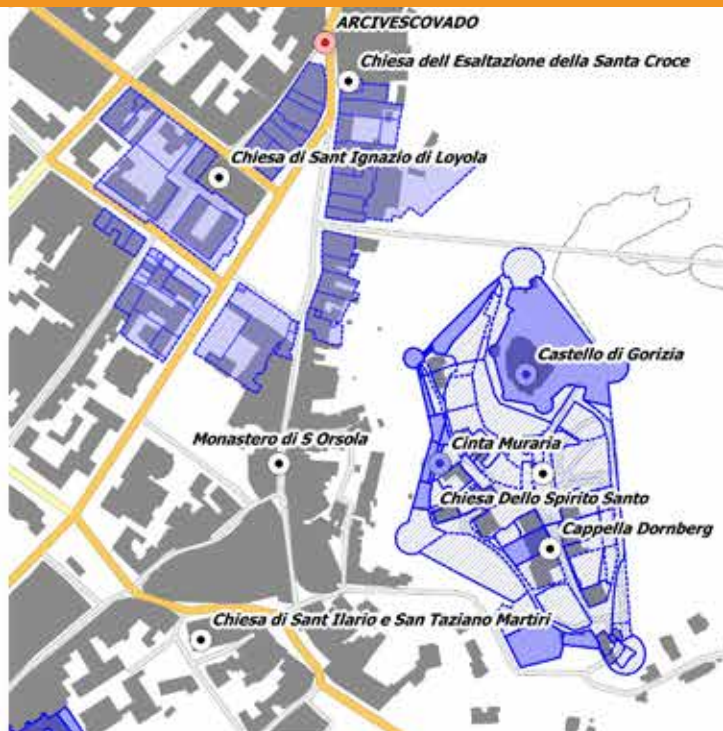 ARCIVESCOVADO
Chiesa dell Esaltazione della Santa Croce
Chiesa di Sant Ignazio di Loyola
Castello di Gorizia
Monastero di S Orsola
Cinta Muraria
Chiesa Dello Spirito Santo
Cappella Dornberg
Chiesa di Sant Ilario e San Taziano Martiri